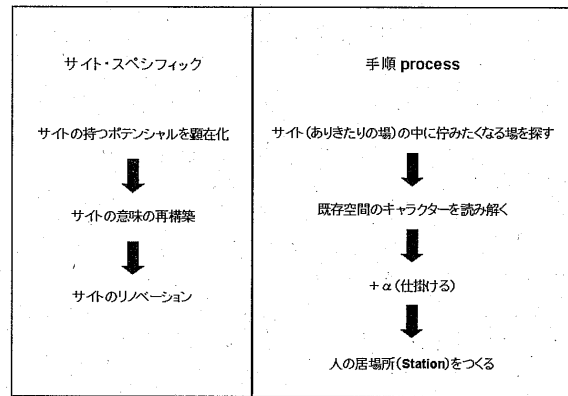 サイト・スペシフィック
サイトの持つポテンシャルを顕在化
サイトの意味の再構築
サイトのリノベーション
手順 process
サイト(ありきたりの場)の中に佇みたくなる場を探す
既存空間のキャラクターを読み解く
+α(仕掛ける)
人の居場所(Station)をつくる